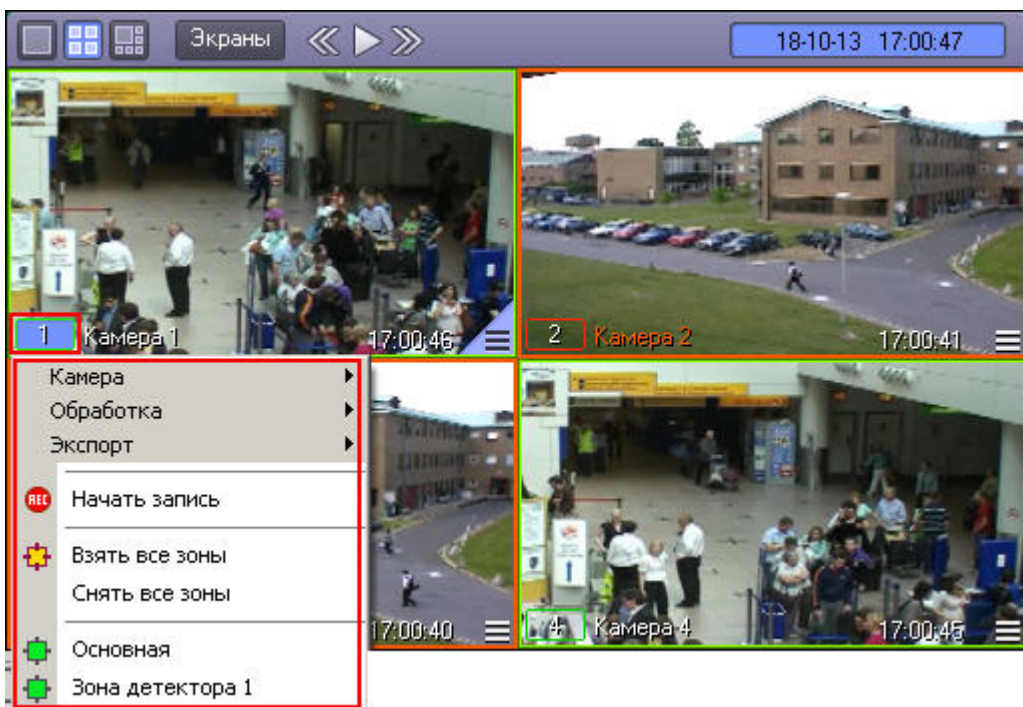 Экраны
18-10-13 17:00:47
1 Камера 1 17:00:46
2 Камера 2 17:00:41
Камера
Обработка
Экспорт
REC Начать запись
Взять все зоны
Снять все зоны
Основная
Зона детектора 1
17:00:40
4 Камера 4 17:00:45